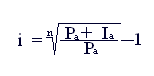 i = ⁿ√((Pₐ + Iₐ) / Pₐ) − 1